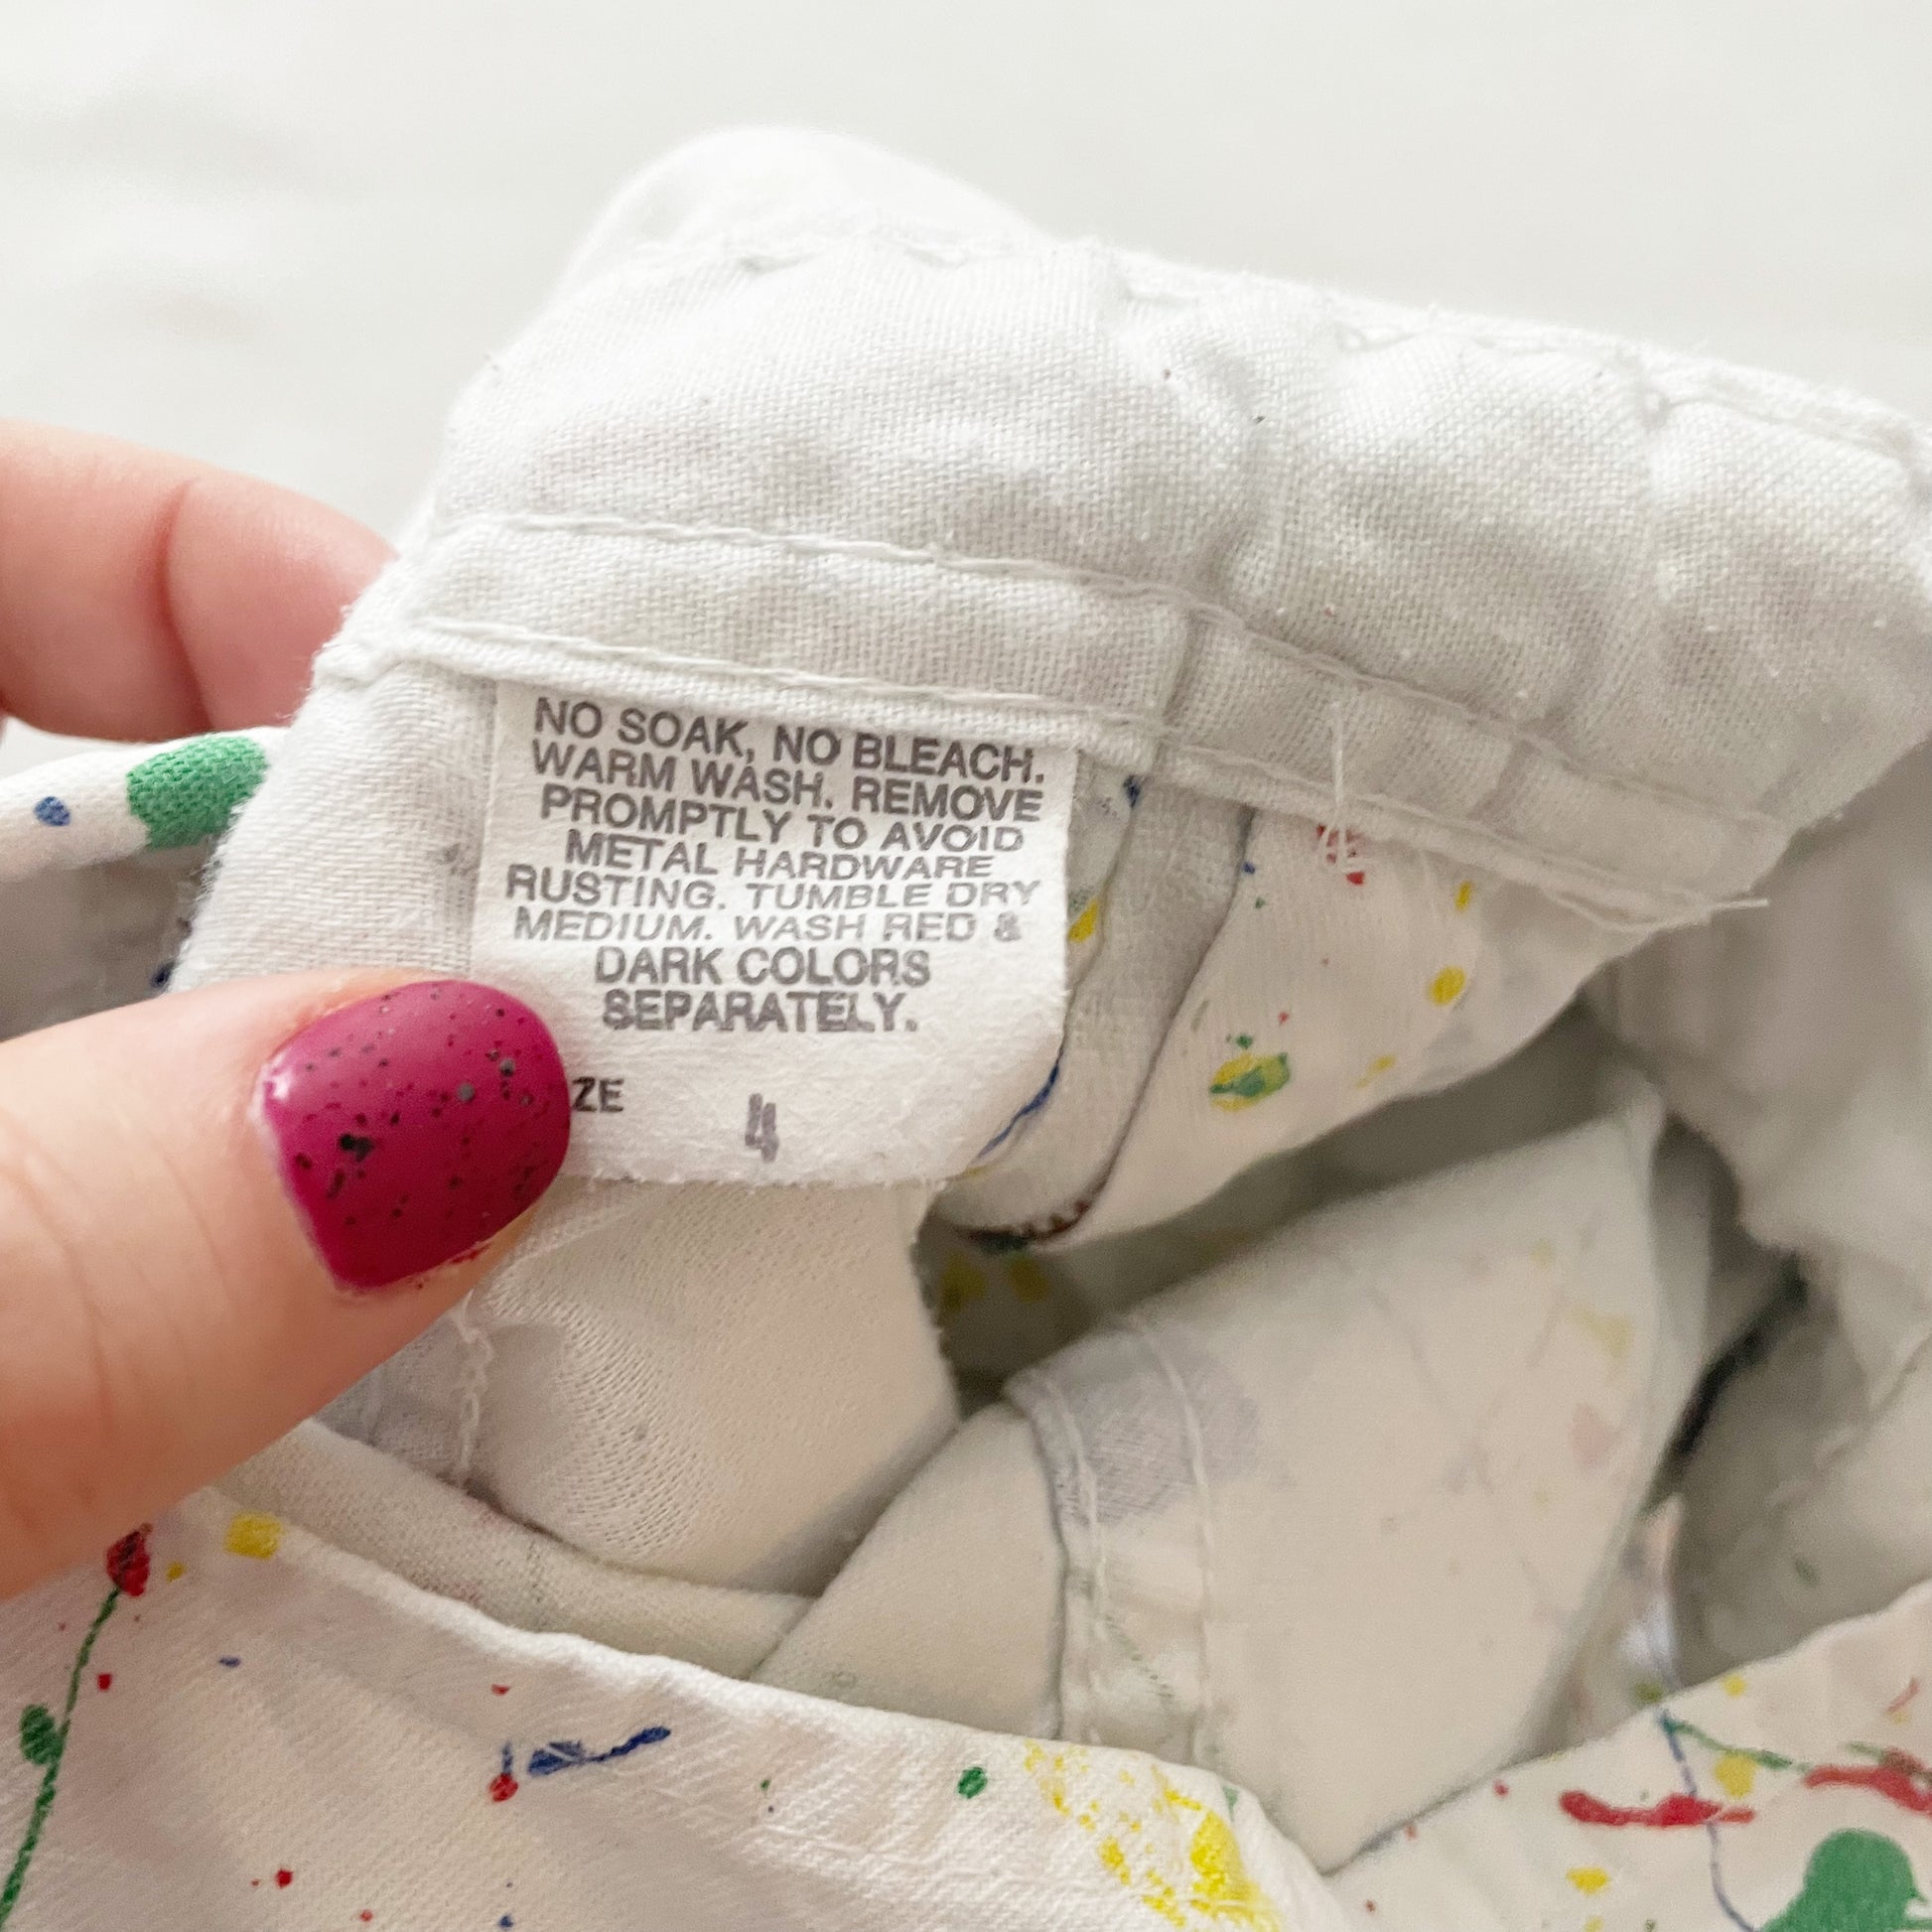 NO SOAK, NO BLEACH.
WARM WASH. REMOVE
PROMPTLY TO AVOID
METAL HARDWARE
RUSTING. TUMBLE DRY
MEDIUM. WASH RED &
DARK COLORS
SEPARATELY.
ZE 4